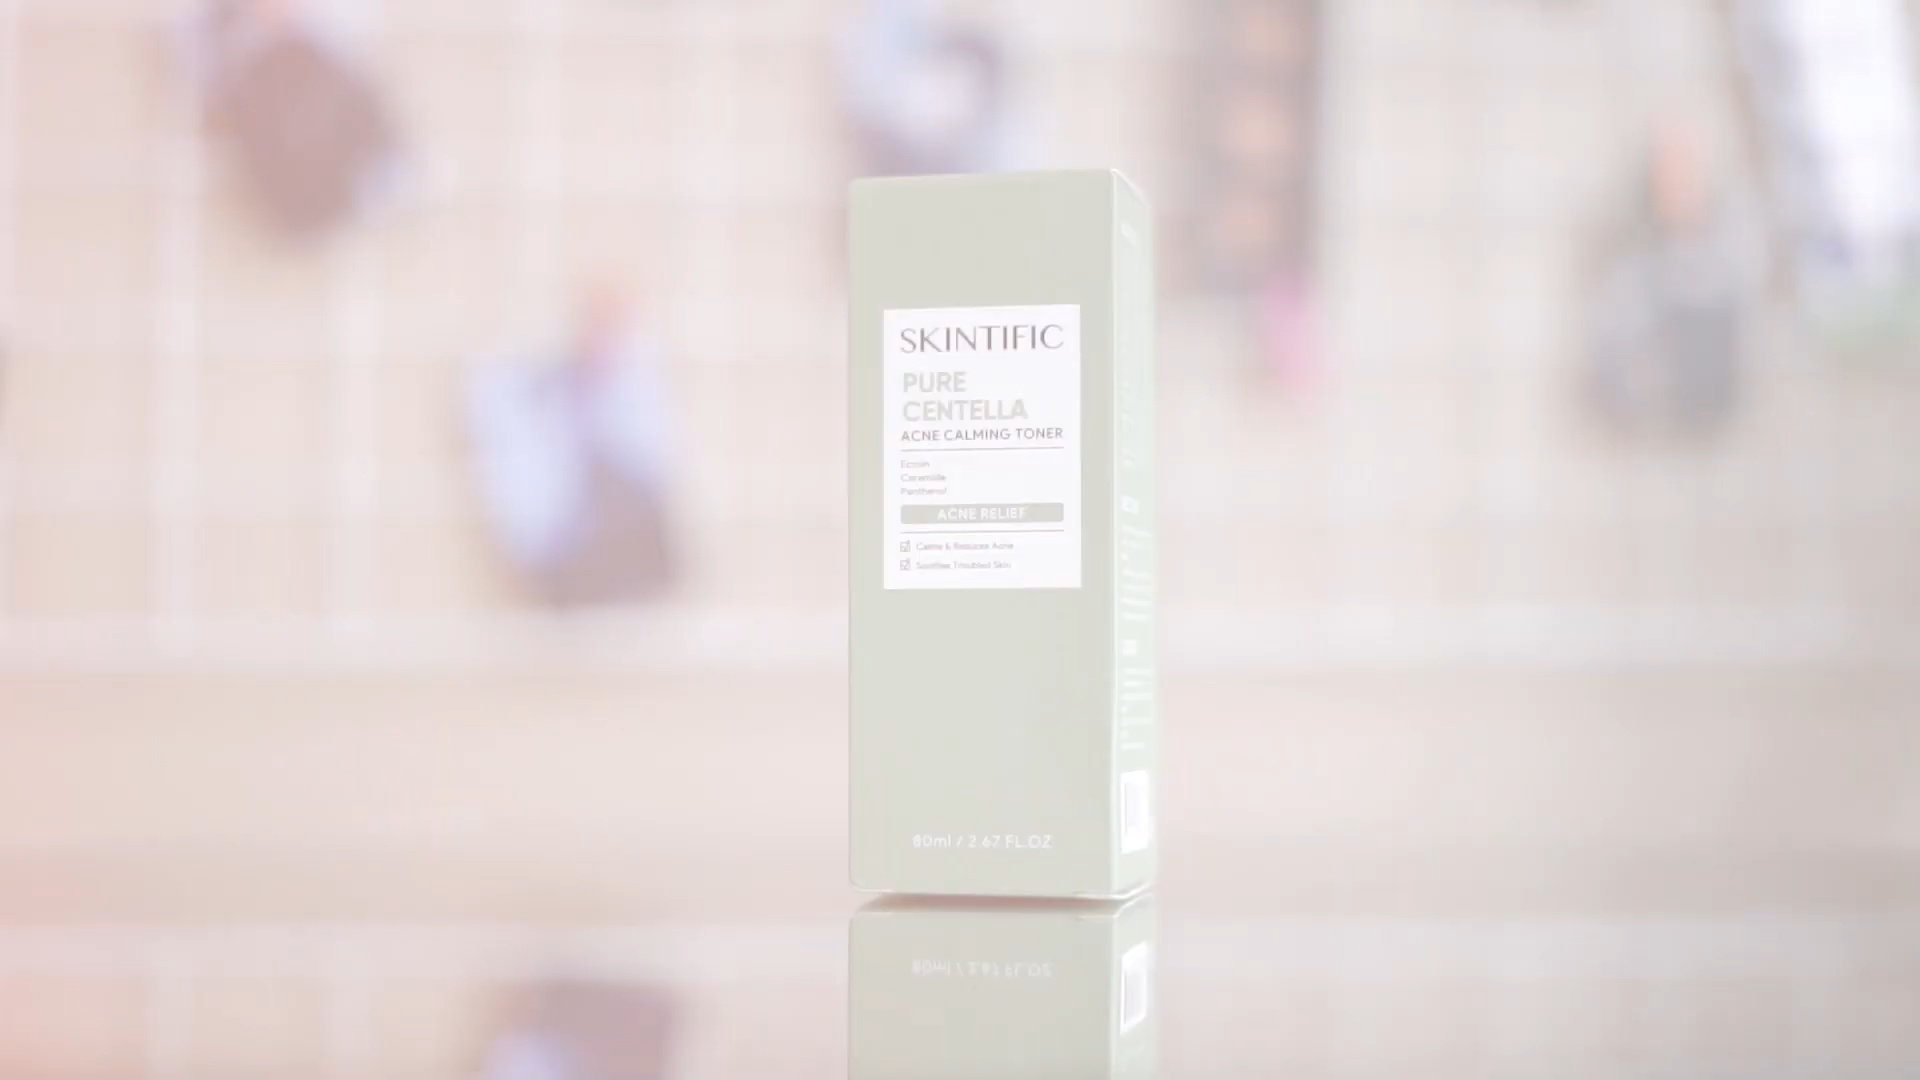 SKINTIFIC
PURE
CENTELLA
ACNE CALMING TONER
Ectoin
Ceramide
Panthenol
ACNE RELIEF
Calms & Reduces Acne
Soothes Troubled Skin
80ml / 2.67 FL.OZ